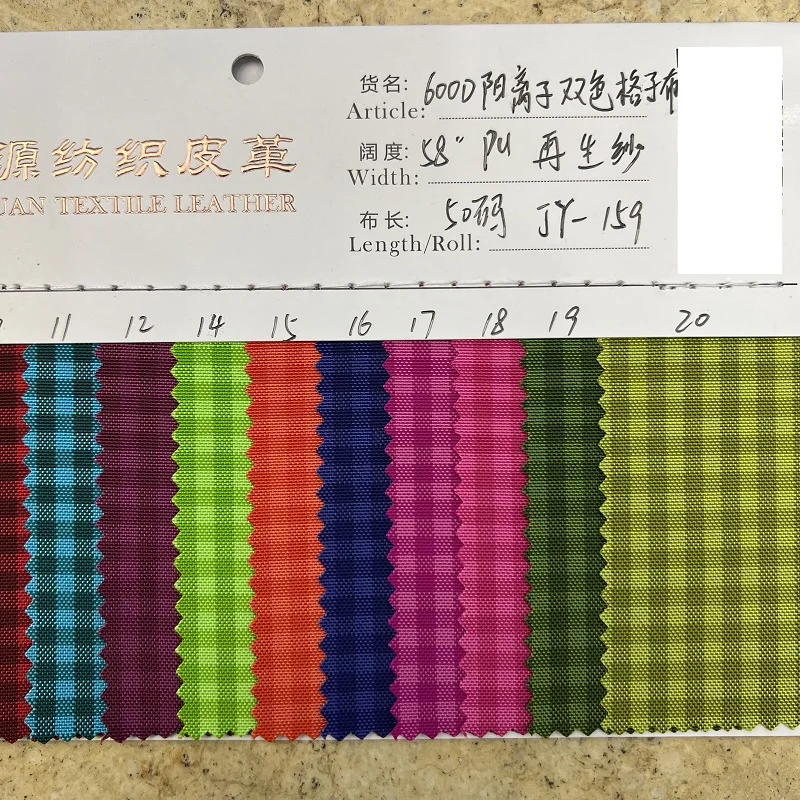 源纺织皮革
UAN TEXTILE LEATHER
货名: 600D阳离子双色格子布
Article:
阔度: 58" PU 再生纱
Width:
布长: 50码 JY-159
Length/Roll:
11 12 14 15 16 17 18 19 20